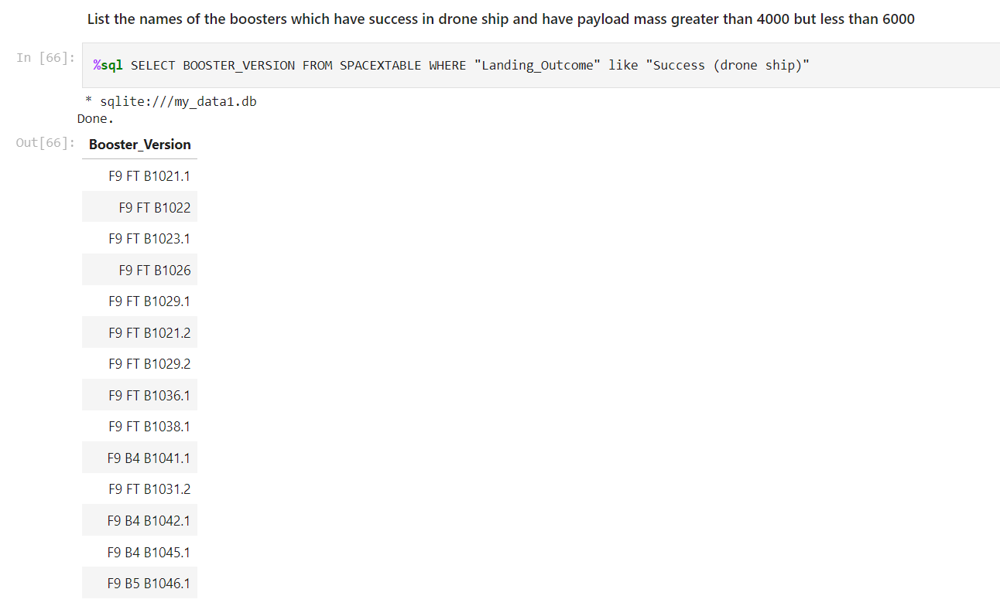 List the names of the boosters which have success in drone ship and have payload mass greater than 4000 but less than 6000
In [66]: %sql SELECT BOOSTER_VERSION FROM SPACEXTABLE WHERE "Landing_Outcome" like "Success (drone ship)"
* sqlite:///my_data1.db
Done.
Out[66]: Booster_Version
F9 FT B1021.1
F9 FT B1022
F9 FT B1023.1
F9 FT B1026
F9 FT B1029.1
F9 FT B1021.2
F9 FT B1029.2
F9 FT B1036.1
F9 FT B1038.1
F9 B4 B1041.1
F9 FT B1031.2
F9 B4 B1042.1
F9 B4 B1045.1
F9 B5 B1046.1